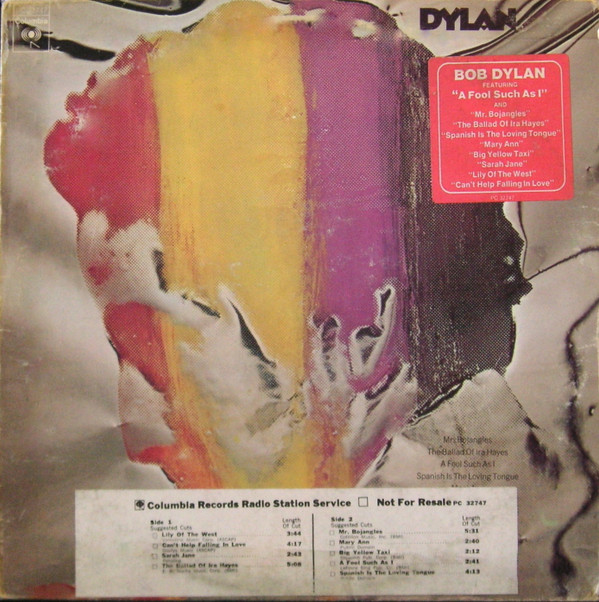 DYLAN
BOB DYLAN
FEATURING
"A Fool Such As I"
AND
"Mr. Bojangles"
"The Ballad Of Ira Hayes"
"Spanish Is The Loving Tongue"
"Mary Ann"
"Big Yellow Taxi"
"Sarah Jane"
"Lily Of The West"
"Can't Help Falling In Love"
PC 32747
Mr. Bojangles
The Ballad Of Ira Hayes
A Fool Such As I
Spanish Is The Loving Tongue
Columbia Records Radio Station Service Not For Resale PC 32747
Side 1
Suggested Cuts
Length
Of Cut
Lily Of The West 3:44
Can't Help Falling In Love 4:17
Sarah Jane 2:43
The Ballad Of Ira Hayes 5:08
Side 2
Suggested Cuts
Length
Of Cut
Mr. Bojangles 5:31
Mary Ann 2:40
Big Yellow Taxi 2:12
A Fool Such As I 2:41
Spanish Is The Loving Tongue 4:13